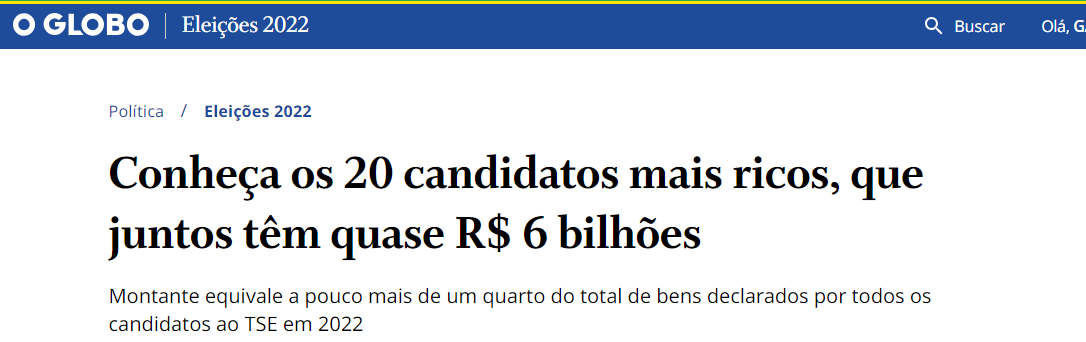 O GLOBO Eleições 2022 Buscar Olá, GA
Política / Eleições 2022
Conheça os 20 candidatos mais ricos, que
juntos têm quase R$ 6 bilhões
Montante equivale a pouco mais de um quarto do total de bens declarados por todos os
candidatos ao TSE em 2022